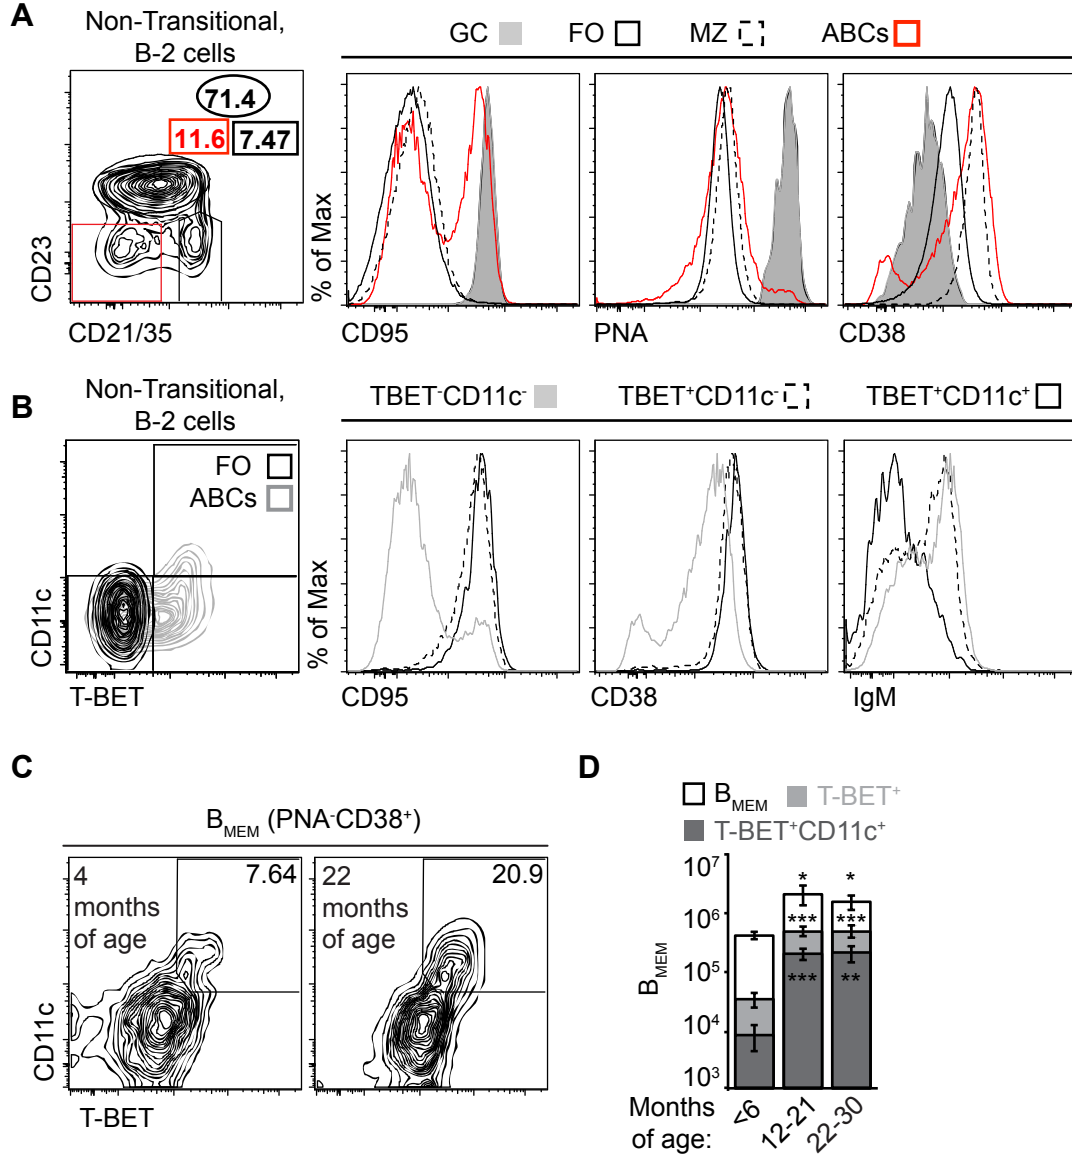 A
Non-Transitional,
B-2 cells
GC FO MZ ABCs
71.4
11.6 7.47
CD23
CD21/35
% of Max
CD95
PNA
CD38
B
Non-Transitional,
B-2 cells
TBET⁻CD11c⁻ TBET⁺CD11c⁻ TBET⁺CD11c⁺
FO
ABCs
CD11c
T-BET
% of Max
CD95
CD38
IgM
C
B_MEM (PNA⁻CD38⁺)
4
months
of age
7.64
22
months
of age
20.9
CD11c
T-BET
D
B_MEM T-BET⁺
T-BET⁺CD11c⁺
10⁷
10⁶
10⁵
10⁴
10³
B_MEM
* *
*** ***
*** **
Months
of age:
<6 12-21 22-30